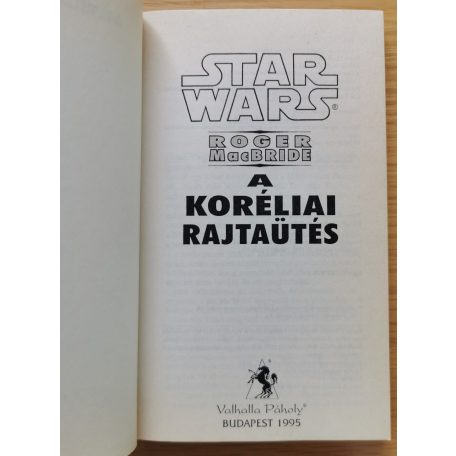 STAR
WARS®
ROGER
MacBRIDE
A
KORÉLIAI
RAJTAÜTÉS
Valhalla Páholy®
BUDAPEST 1995